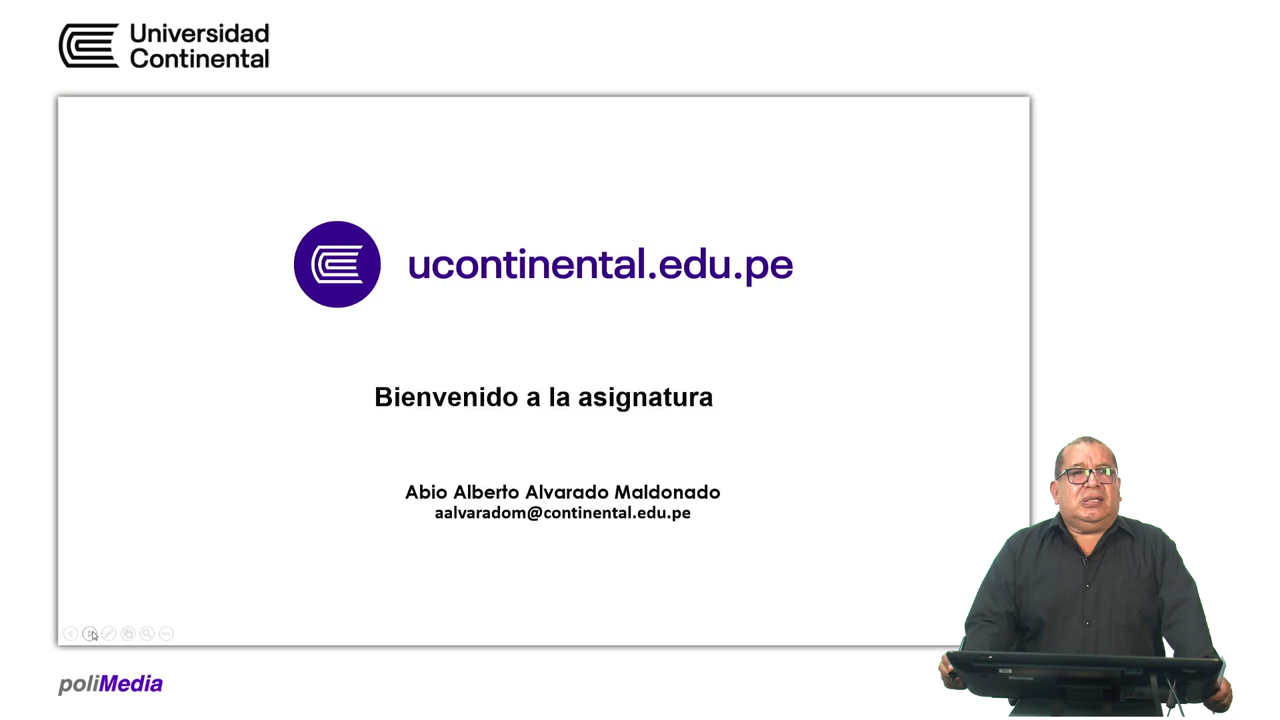 Universidad
Continental
ucontinental.edu.pe
Bienvenido a la asignatura
Abio Alberto Alvarado Maldonado
aalvaradom@continental.edu.pe
poliMedia